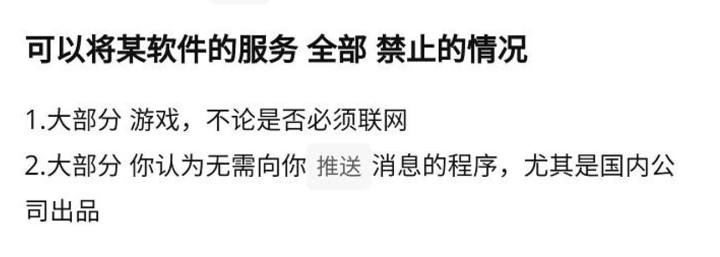 可以将某软件的服务 全部 禁止的情况
1.大部分 游戏，不论是否必须联网
2.大部分 你认为无需向你 推送 消息的程序，尤其是国内公
司出品